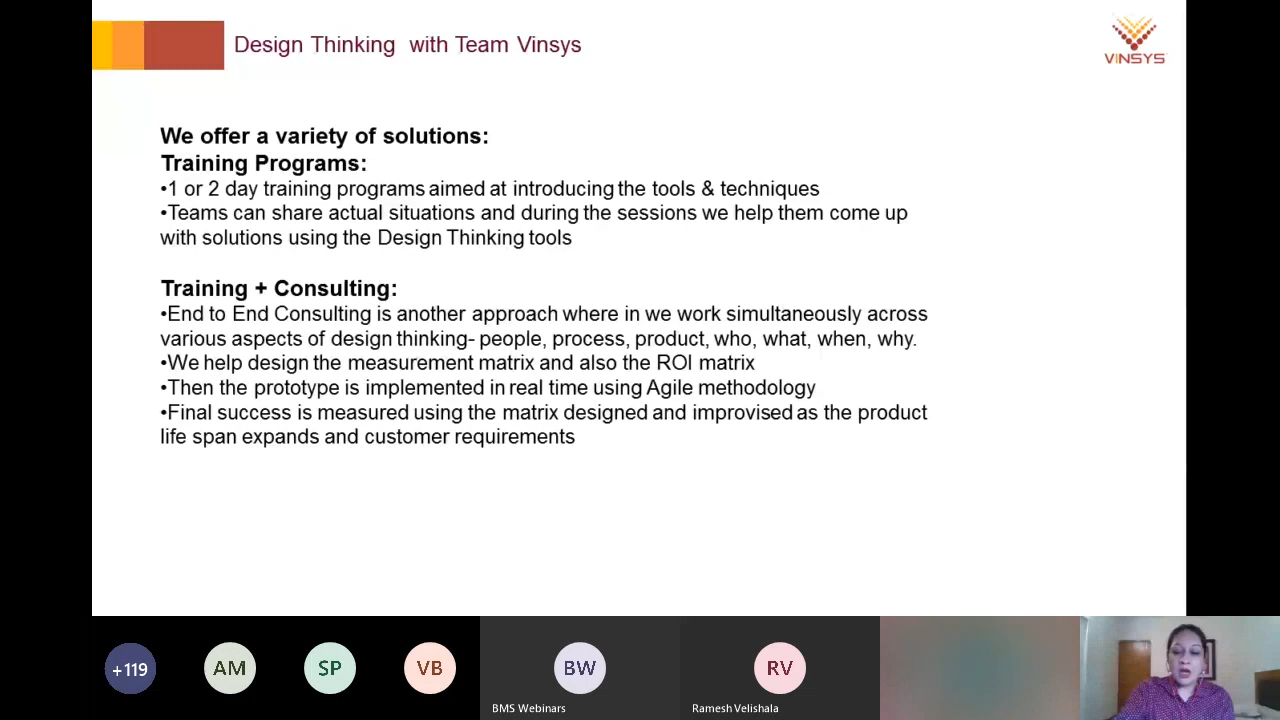 Design Thinking  with Team Vinsys
VINSYS
We offer a variety of solutions:
Training Programs:
•1 or 2 day training programs aimed at introducing the tools & techniques
•Teams can share actual situations and during the sessions we help them come up
with solutions using the Design Thinking tools
Training + Consulting:
•End to End Consulting is another approach where in we work simultaneously across
various aspects of design thinking- people, process, product, who, what, when, why.
•We help design the measurement matrix and also the ROI matrix
•Then the prototype is implemented in real time using Agile methodology
•Final success is measured using the matrix designed and improvised as the product
life span expands and customer requirements
+119
AM
SP
VB
BW
RV
BMS Webinars
Ramesh Velishala